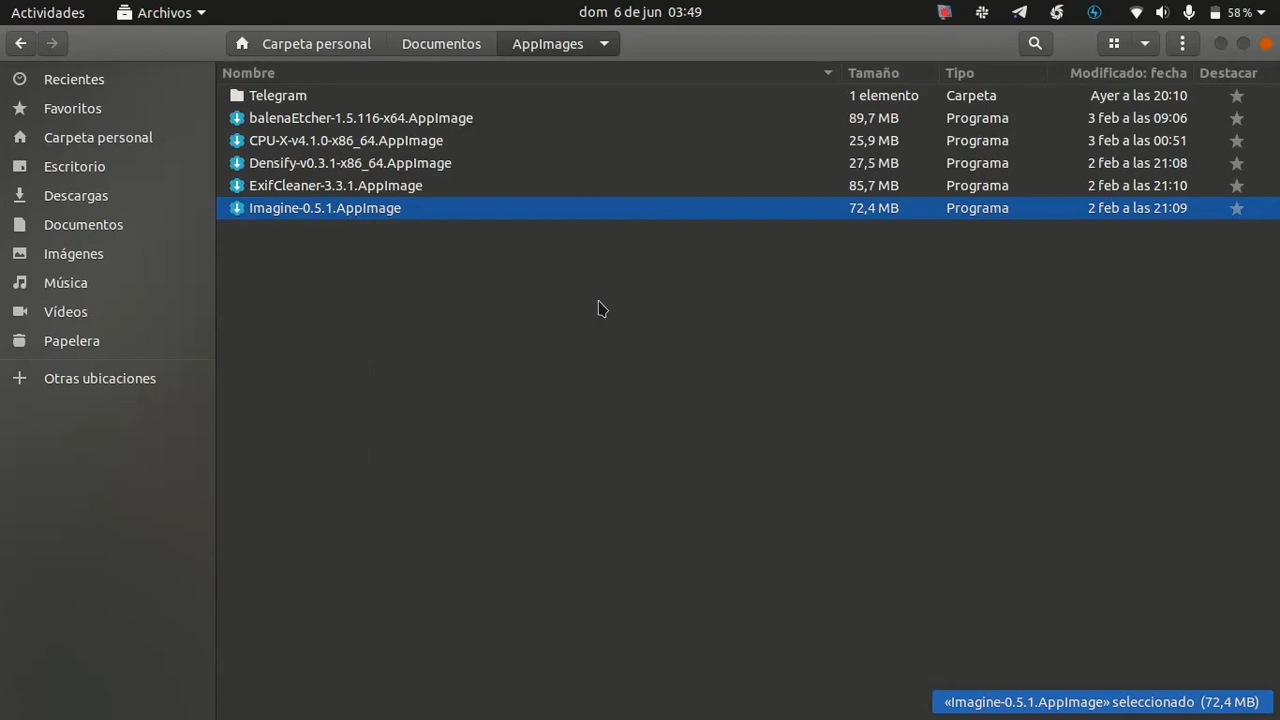 Actividades Archivos dom 6 de jun 03:49 58 %
Carpeta personal Documentos AppImages
Recientes
Favoritos
Carpeta personal
Escritorio
Descargas
Documentos
Imágenes
Música
Vídeos
Papelera
Otras ubicaciones
Nombre Tamaño Tipo Modificado: fecha Destacar
Telegram 1 elemento Carpeta Ayer a las 20:10
balenaEtcher-1.5.116-x64.AppImage 89,7 MB Programa 3 feb a las 09:06
CPU-X-v4.1.0-x86_64.AppImage 25,9 MB Programa 3 feb a las 00:51
Densify-v0.3.1-x86_64.AppImage 27,5 MB Programa 2 feb a las 21:08
ExifCleaner-3.3.1.AppImage 85,7 MB Programa 2 feb a las 21:10
Imagine-0.5.1.AppImage 72,4 MB Programa 2 feb a las 21:09
«Imagine-0.5.1.AppImage» seleccionado (72,4 MB)